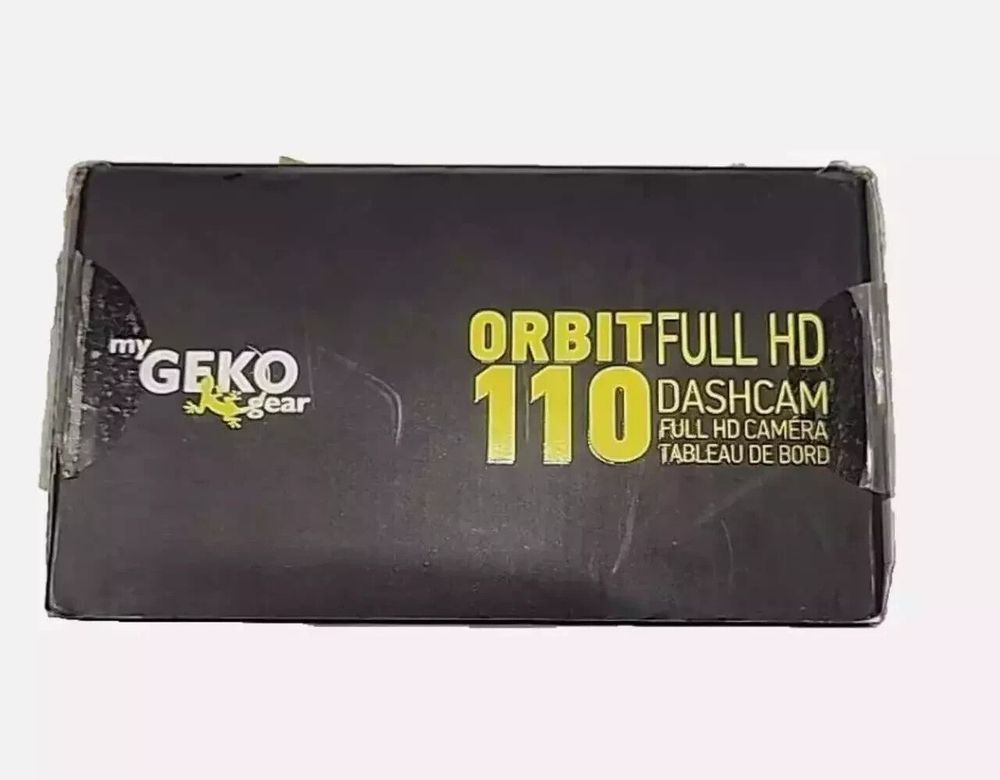 my
GEKO
gear
ORBIT FULL HD
110 DASHCAM
FULL HD CAMÉRA
TABLEAU DE BORD